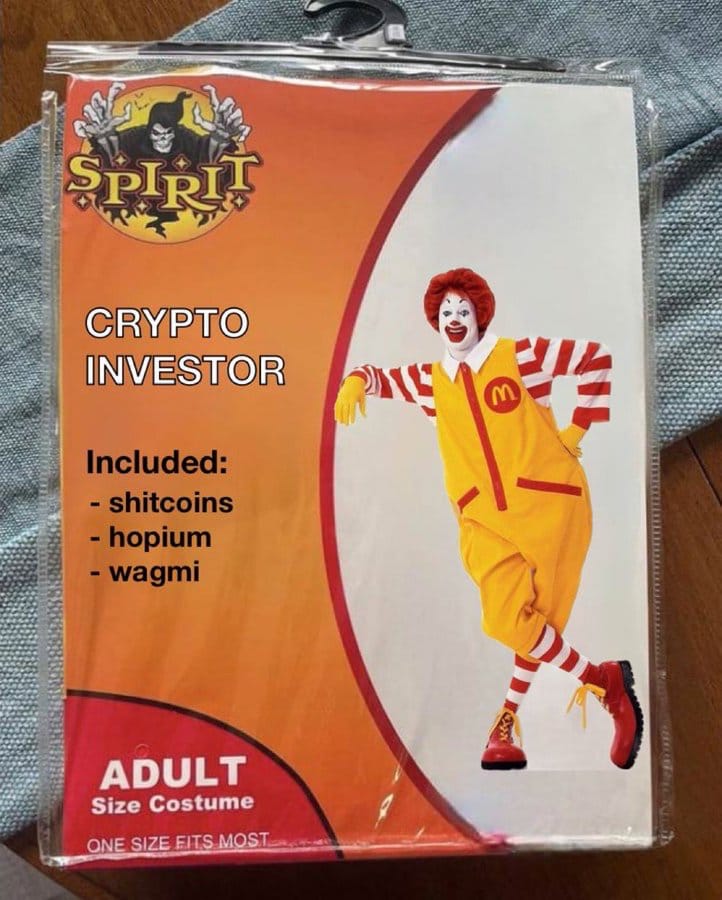 SPIRIT
CRYPTO
INVESTOR
Included:
- shitcoins
- hopium
- wagmi
ADULT
Size Costume
ONE SIZE FITS MOST